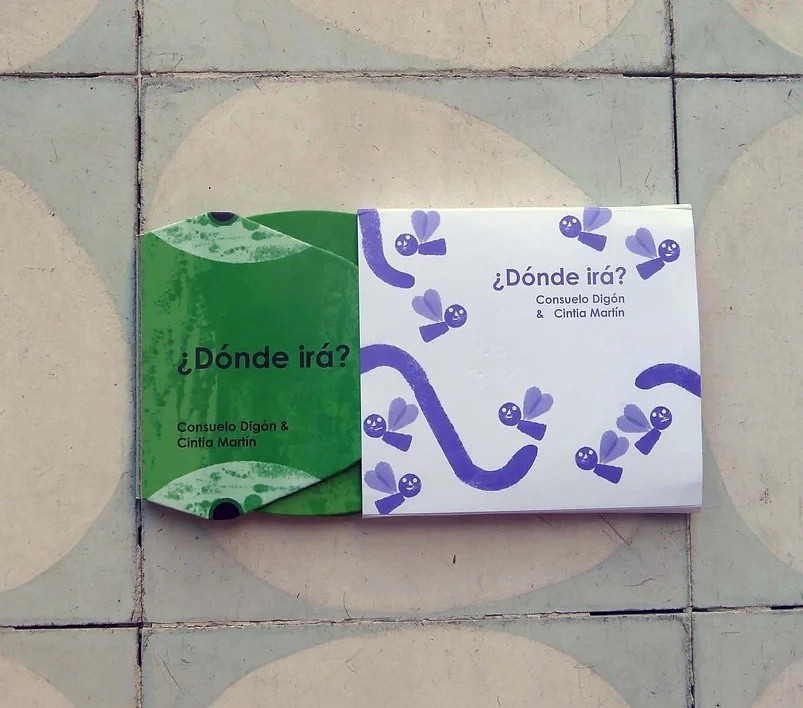 ¿Dónde irá?
Consuelo Digón &
Cintia Martín
¿Dónde irá?
Consuelo Digón
& Cintia Martín